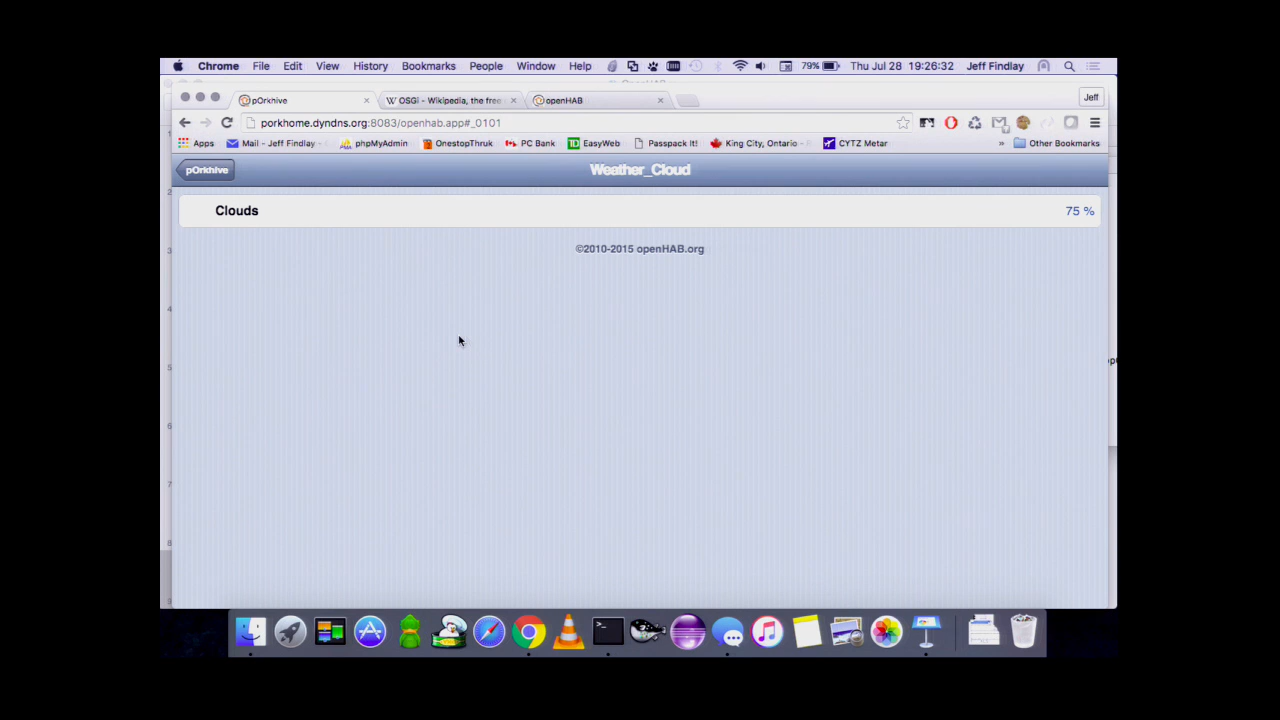 Chrome File Edit View History Bookmarks People Window Help 79% Thu Jul 28 19:26:32 Jeff Findlay
pOrkhive
OSGi - Wikipedia, the free
openHAB
Jeff
porkhome.dyndns.org:8083/openhab.app#_0101
Apps Mail - Jeff Findlay - phpMyAdmin OnestopThruk PC Bank EasyWeb Passpack It! King City, Ontario - CYTZ Metar » Other Bookmarks
pOrkhive
Weather_Cloud
Clouds 75 %
©2010-2015 openHAB.org